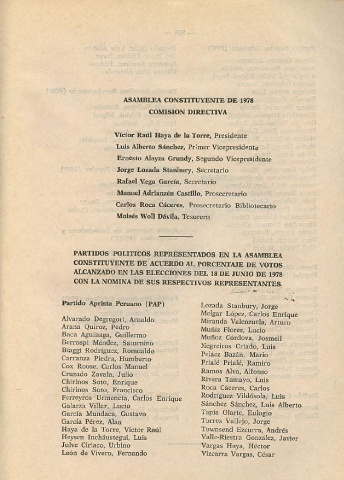 ASAMBLEA CONSTITUYENTE DE 1978
COMISION DIRECTIVA
Víctor Raúl Haya de la Torre, Presidente
Luis Alberto Sánchez, Primer Vicepresidente
Ernesto Alayza Grundy, Segundo Vicepresidente
Jorge Lozada Stanbury, Secretario
Rafael Vega García, Secretario
Manuel Adrianzén Castillo, Prosecretario
Carlos Roca Cáceres, Prosecretario Bibliotecario
Moisés Woll Dávila, Tesorero
PARTIDOS POLITICOS REPRESENTADOS EN LA ASAMBLEA
CONSTITUYENTE DE ACUERDO AL PORCENTAJE DE VOTOS
ALCANZADO EN LAS ELECCIONES DEL 18 DE JUNIO DE 1978
CON LA NOMINA DE SUS RESPECTIVOS REPRESENTANTES.
Partido Aprista Peruano (PAP)
Alvarado Degregori, Arnaldo
Arana Quiroz, Pedro
Baca Aguinaga, Guillermo
Berrospi Méndez, Saturnino
Biaggi Rodríguez, Romualdo
Carranza Piedra, Humberto
Cox Roose, Carlos Manuel
Cruzado Zavala, Julio
Chirinos Soto, Enrique
Chirinos Soto, Francisco
Ferreyros Urmeneta, Carlos Enrique
Galarza Villar, Lucio
García Mundaca, Gustavo
García Pérez, Alan
Haya de la Torre, Víctor Raúl
Heysen Incháustegui, Luis
Julve Ciriaco, Urbino
León de Vivero, Fernando
Lozada Stanbury, Jorge
Melgar López, Carlos Enrique
Miranda Valenzuela, Arturo
Muñiz Flores, Lucio
Muñoz Córdova, Josmell
Negreiros Criado, Luis
Peláez Bazán, Mario
Prialé Prialé, Ramiro
Ramos Alva, Alfonso
Rivera Tamayo, Luis
Roca Cáceres, Carlos
Rodríguez Vildósola, Luis
Sánchez Sánchez, Luis Alberto
Tapia Olarte, Eulogio
Torres Vallejo, Jorge
Townsend Ezcurra, Andrés
Valle-Riestra González, Javier
Vargas Haya, Héctor
Vizcarra Vargas, César